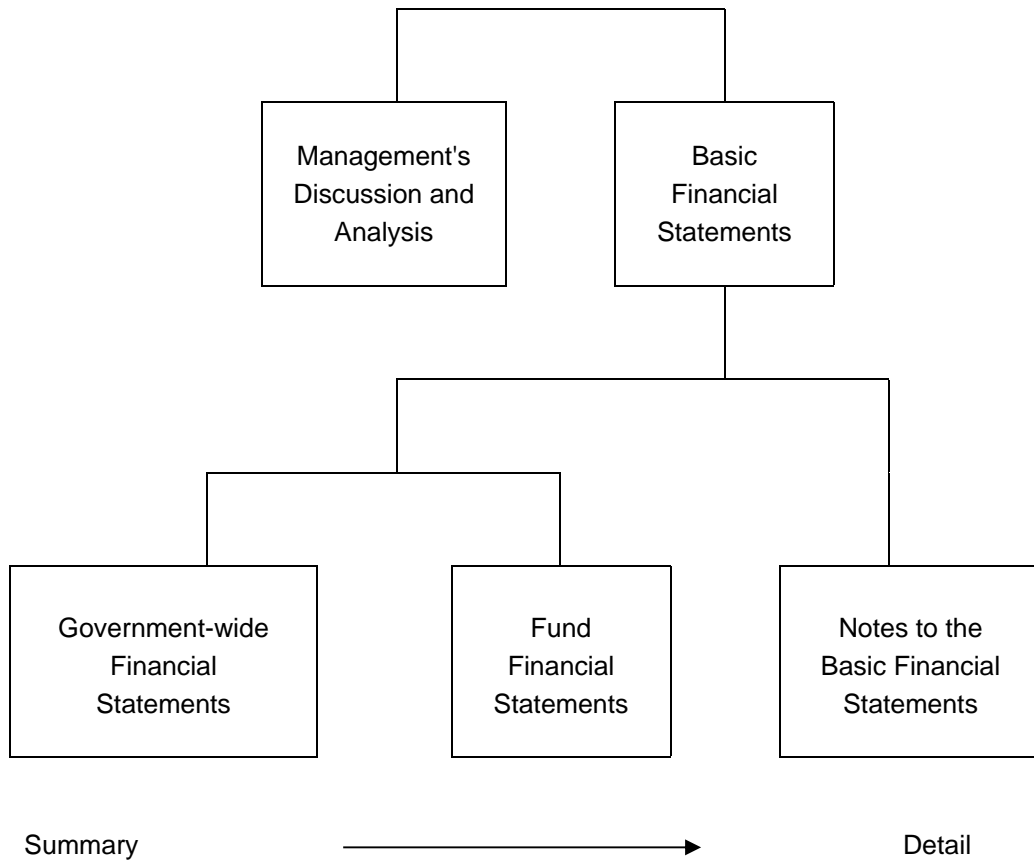 Management's
Discussion and
Analysis
Basic
Financial
Statements
Government-wide
Financial
Statements
Fund
Financial
Statements
Notes to the
Basic Financial
Statements
Summary
Detail